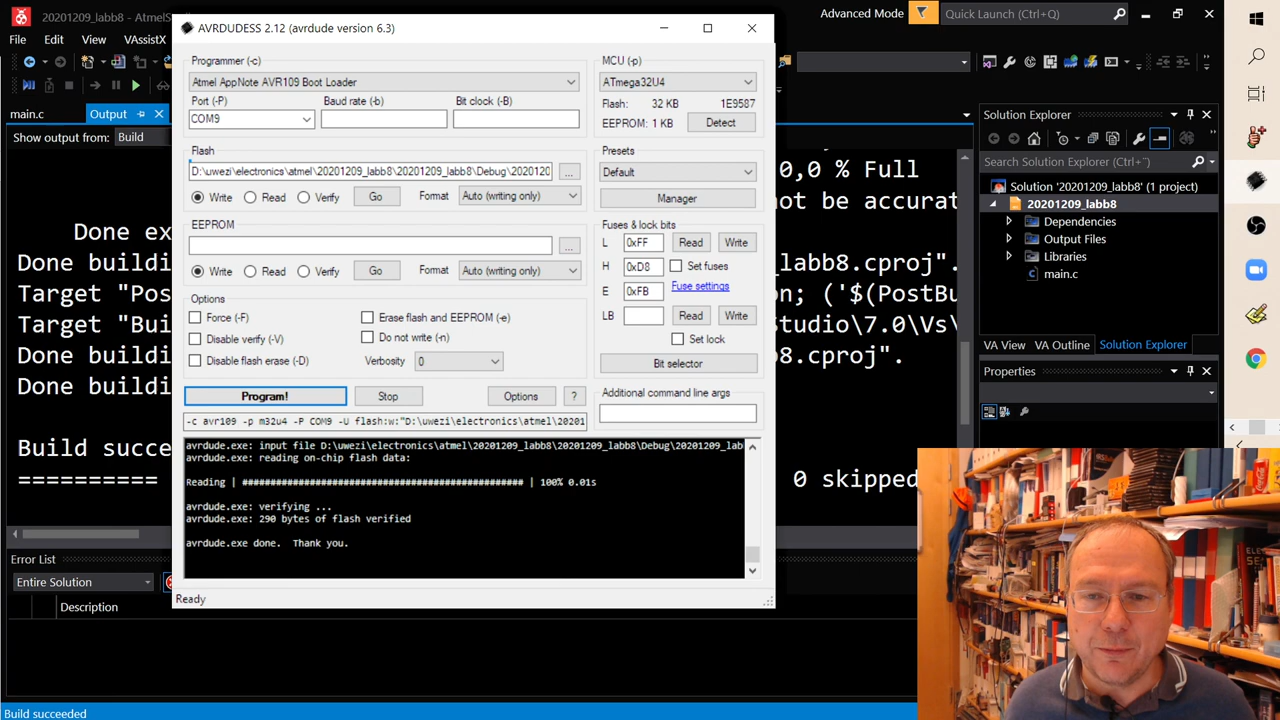 20201209_labb8 - AtmelS
Advanced Mode
Quick Launch (Ctrl+Q)
File Edit View VAssistX
main.c
Output
Show output from: Build
0,0 % Full
not be accurat
Done ex
Done buildi
_labb8.cproj".
Target "Pos
on; ('$(PostBu
Target "Bui
Studio\7.0\Vs\
Done buildi
b8.cproj".
Done buildi
Build succe
==========
0 skipped
Error List
Entire Solution
Description
Build succeeded
AVRDUDESS 2.12 (avrdude version 6.3)
Programmer (-c)
Atmel AppNote AVR109 Boot Loader
Port (-P) Baud rate (-b) Bit clock (-B)
COM9
Flash
D:\uwezi\electronics\atmel\20201209_labb8\20201209_labb8\Debug\2020120
...
Write Read Verify Go Format Auto (writing only)
EEPROM
...
Write Read Verify Go Format Auto (writing only)
Options
Force (-F) Erase flash and EEPROM (-e)
Disable verify (-V) Do not write (-n)
Disable flash erase (-D) Verbosity 0
Program! Stop Options ?
-c avr109 -p m32u4 -P COM9 -U flash:w:"D:\uwezi\electronics\atmel\20201
MCU (-p)
ATmega32U4
Flash: 32 KB 1E9587
EEPROM: 1 KB Detect
Presets
Default
Manager
Fuses & lock bits
L 0xFF Read Write
H 0xD8 Set fuses
E 0xFB Fuse settings
LB Read Write
Set lock
Bit selector
Additional command line args
avrdude.exe: input file D:\uwezi\electronics\atmel\20201209_labb8\20201209_labb8\Debug\20201209_lab
avrdude.exe: reading on-chip flash data:
Reading | ################################################## | 100% 0.01s
avrdude.exe: verifying ...
avrdude.exe: 290 bytes of flash verified
avrdude.exe done. Thank you.
Ready
Solution Explorer
Search Solution Explorer (Ctrl+¨)
Solution '20201209_labb8' (1 project)
20201209_labb8
Dependencies
Output Files
Libraries
main.c
VA View VA Outline Solution Explorer
Properties